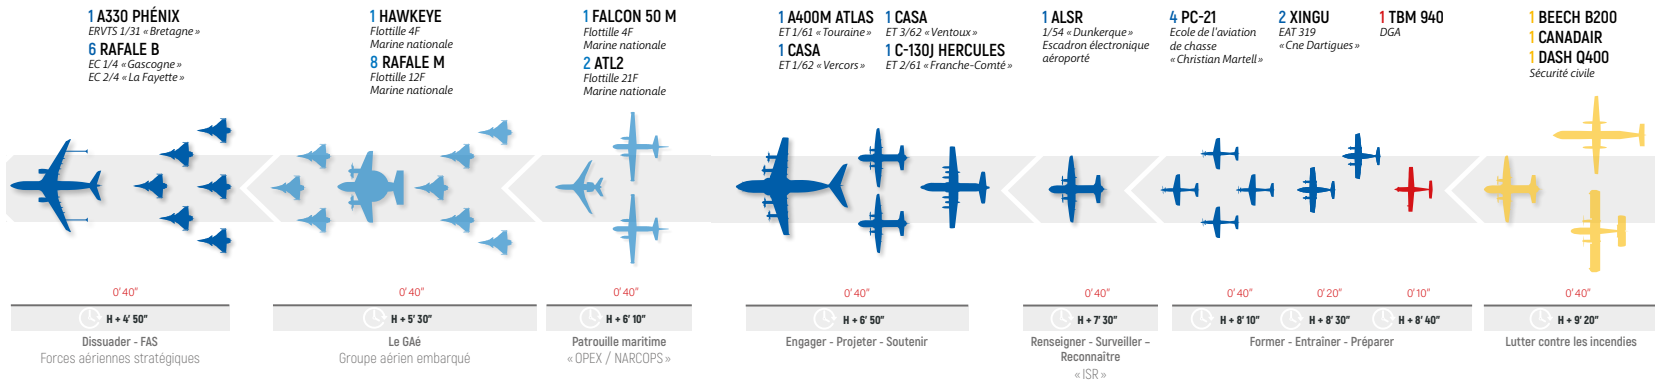 1 A330 PHÉNIX
ERVTS 1/31 « Bretagne »
6 RAFALE B
EC 1/4 « Gascogne »
EC 2/4 « La Fayette »
1 HAWKEYE
Flottille 4F
Marine nationale
8 RAFALE M
Flottille 12F
Marine nationale
1 FALCON 50 M
Flottille 4F
Marine nationale
2 ATL2
Flottille 21F
Marine nationale
1 A400M ATLAS
ET 1/61 « Touraine »
1 CASA
ET 1/62 « Vercors »
1 CASA
ET 3/62 « Ventoux »
1 C-130J HERCULES
ET 2/61 « Franche-Comté »
1 ALSR
1/54 « Dunkerque »
Escadron électronique
aéroporté
4 PC-21
Ecole de l'aviation
de chasse
« Christian Martell »
2 XINGU
EAT 319
« Cne Dartigues »
1 TBM 940
DGA
1 BEECH B200
1 CANADAIR
1 DASH Q400
Sécurité civile
0' 40"
H + 4' 50"
Dissuader - FAS
Forces aériennes stratégiques
0' 40"
H + 5' 30"
Le GAé
Groupe aérien embarqué
0' 40"
H + 6' 10"
Patrouille maritime
« OPEX / NARCOPS »
0' 40"
H + 6' 50"
Engager - Projeter - Soutenir
0' 40"
H + 7' 30"
Renseigner - Surveiller –
Reconnaître
« ISR »
0' 40"
0' 20"
0' 10"
H + 8' 10"
H + 8' 30"
H + 8' 40"
Former - Entrainer - Préparer
0' 40"
H + 9' 20"
Lutter contre les incendies